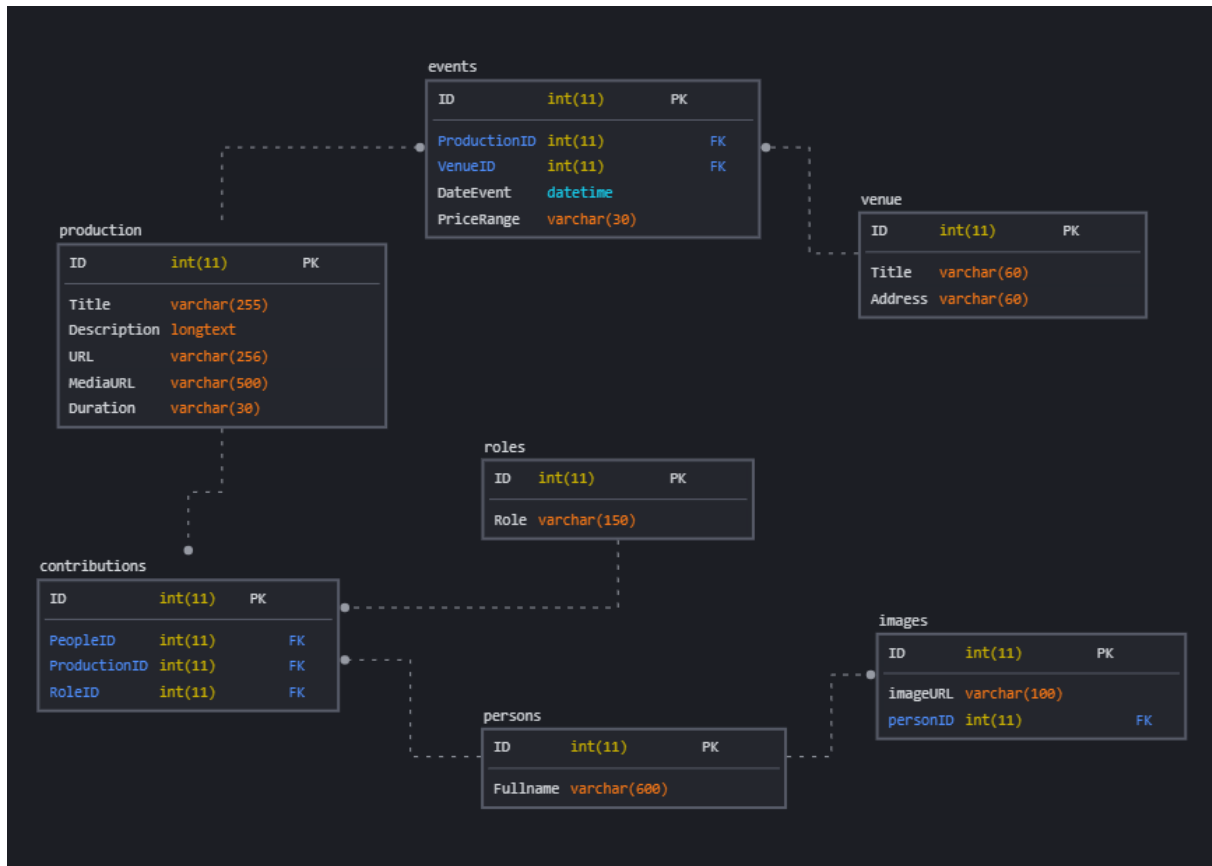 events
ID int(11) PK
ProductionID int(11) FK
VenueID int(11) FK
DateEvent datetime
PriceRange varchar(30)
venue
ID int(11) PK
Title varchar(60)
Address varchar(60)
production
ID int(11) PK
Title varchar(255)
Description longtext
URL varchar(256)
MediaURL varchar(500)
Duration varchar(30)
roles
ID int(11) PK
Role varchar(150)
contributions
ID int(11) PK
PeopleID int(11) FK
ProductionID int(11) FK
RoleID int(11) FK
images
ID int(11) PK
imageURL varchar(100)
personID int(11) FK
persons
ID int(11) PK
Fullname varchar(600)